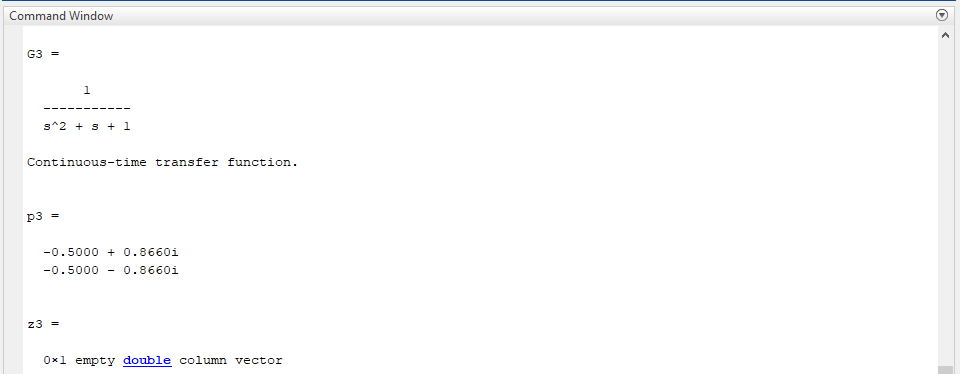 Command Window
G3 =
1
-----------
s^2 + s + 1
Continuous-time transfer function.
p3 =
-0.5000 + 0.8660i
-0.5000 - 0.8660i
z3 =
0×1 empty double column vector